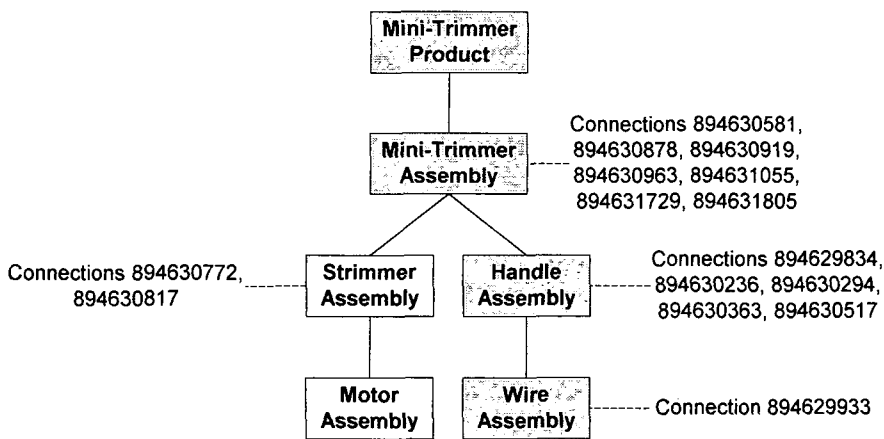 Mini-Trimmer
Product
Mini-Trimmer
Assembly
Connections 894630581,
894630878, 894630919,
894630963, 894631055,
894631729, 894631805
Connections 894630772,
894630817
Strimmer
Assembly
Handle
Assembly
Connections 894629834,
894630236, 894630294,
894630363, 894630517
Motor
Assembly
Wire
Assembly
Connection 894629933